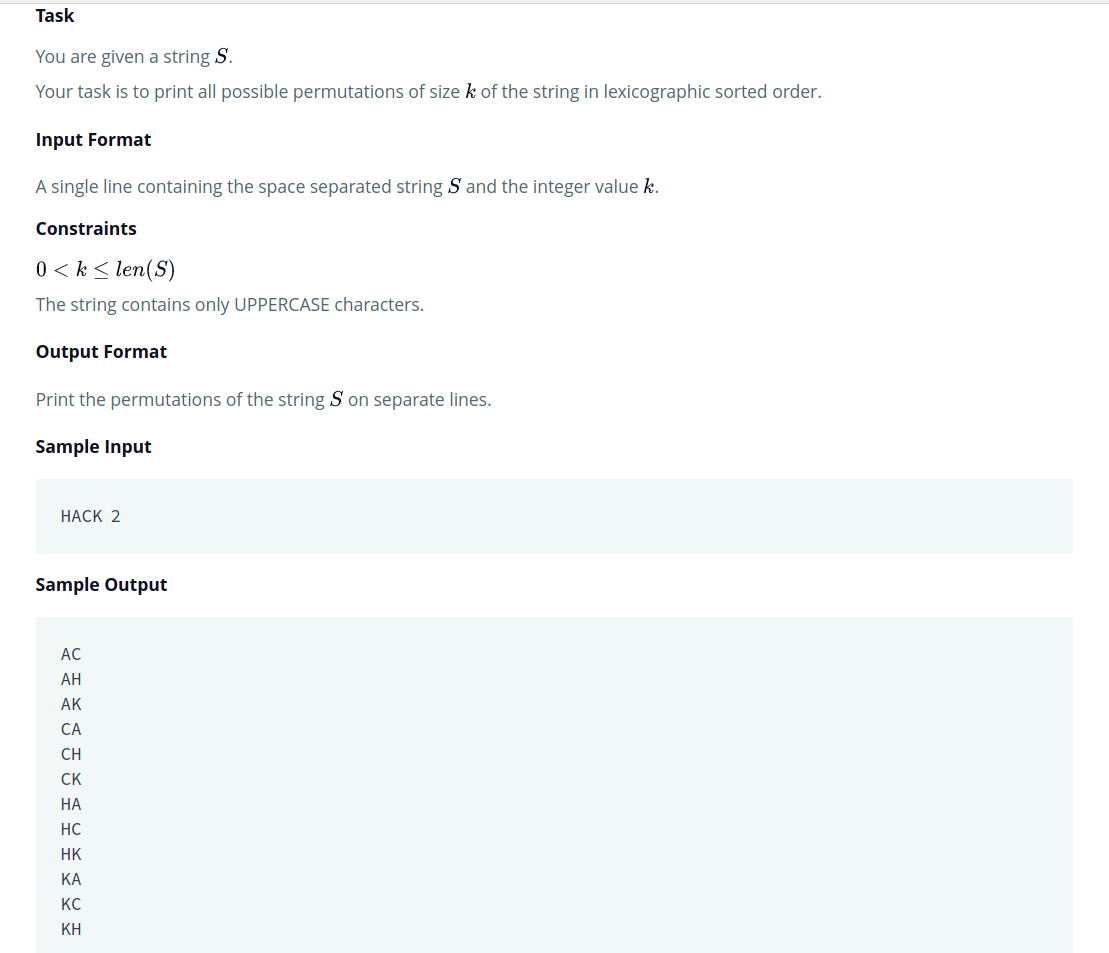 Task
You are given a string S.
Your task is to print all possible permutations of size k of the string in lexicographic sorted order.
Input Format
A single line containing the space separated string S and the integer value k.
Constraints
0 < k ≤ len(S)
The string contains only UPPERCASE characters.
Output Format
Print the permutations of the string S on separate lines.
Sample Input
HACK 2
Sample Output
AC
AH
AK
CA
CH
CK
HA
HC
HK
KA
KC
KH